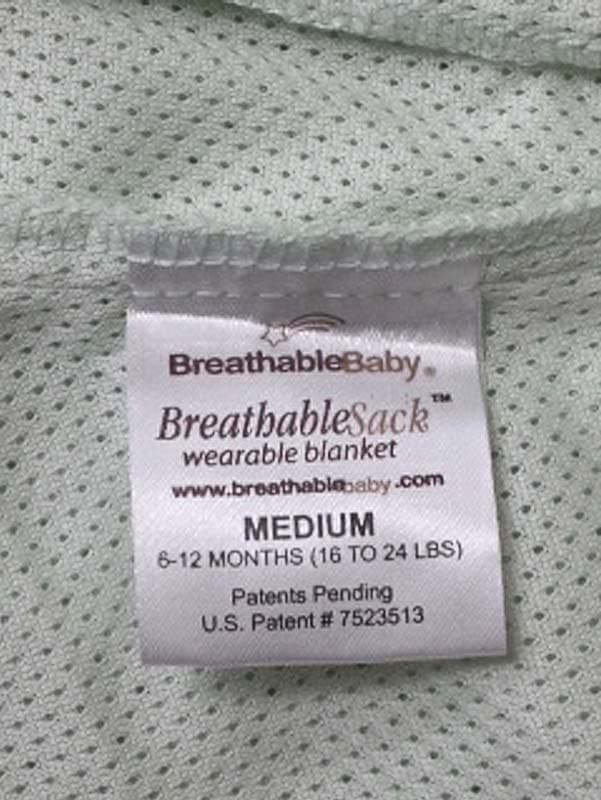 BreathableBaby®
BreathableSack™
wearable blanket
www.breathablebaby.com
MEDIUM
6-12 MONTHS (16 TO 24 LBS)
Patents Pending
U.S. Patent # 7523513